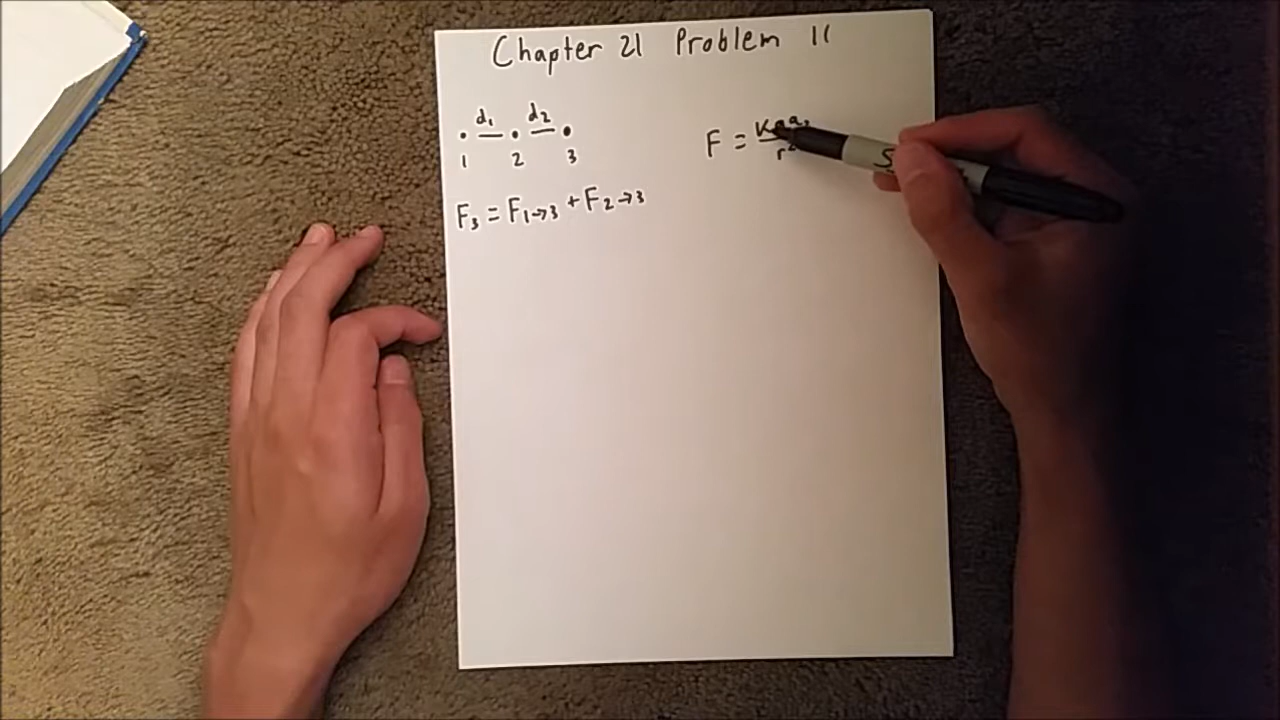 Chapter 21 Problem 11
d₁ d₂
1 2 3
F =
F₃ = F₁→₃ + F₂→₃